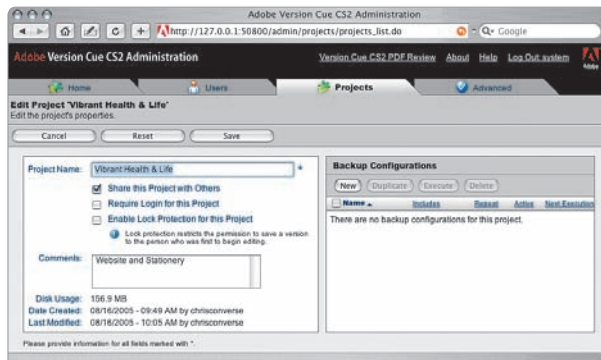 Adobe Version Cue CS2 Administration
http://127.0.0.1:50800/admin/projects/projects_list.do
Google
Adobe Version Cue CS2 Administration
Version Cue CS2 PDF Review About Help Log Out system
Adobe
Home Users Projects Advanced
Edit Project 'Vibrant Health & Life'
Edit the project's properties.
Cancel Reset Save
Project Name: Vibrant Health & Life *
Share this Project with Others
Require Login for this Project
Enable Lock Protection for this Project
Lock protection restricts the permission to save a version
to the person who was first to begin editing.
Comments: Website and Stationery
Disk Usage: 156.9 MB
Date Created: 08/16/2005 - 09:49 AM by chrisconverse
Last Modified: 08/16/2005 - 10:05 AM by chrisconverse
Backup Configurations
New Duplicate Execute Delete
Name Includes Repeat Active Next Execution
There are no backup configurations for this project.
Please provide information for all fields marked with *.